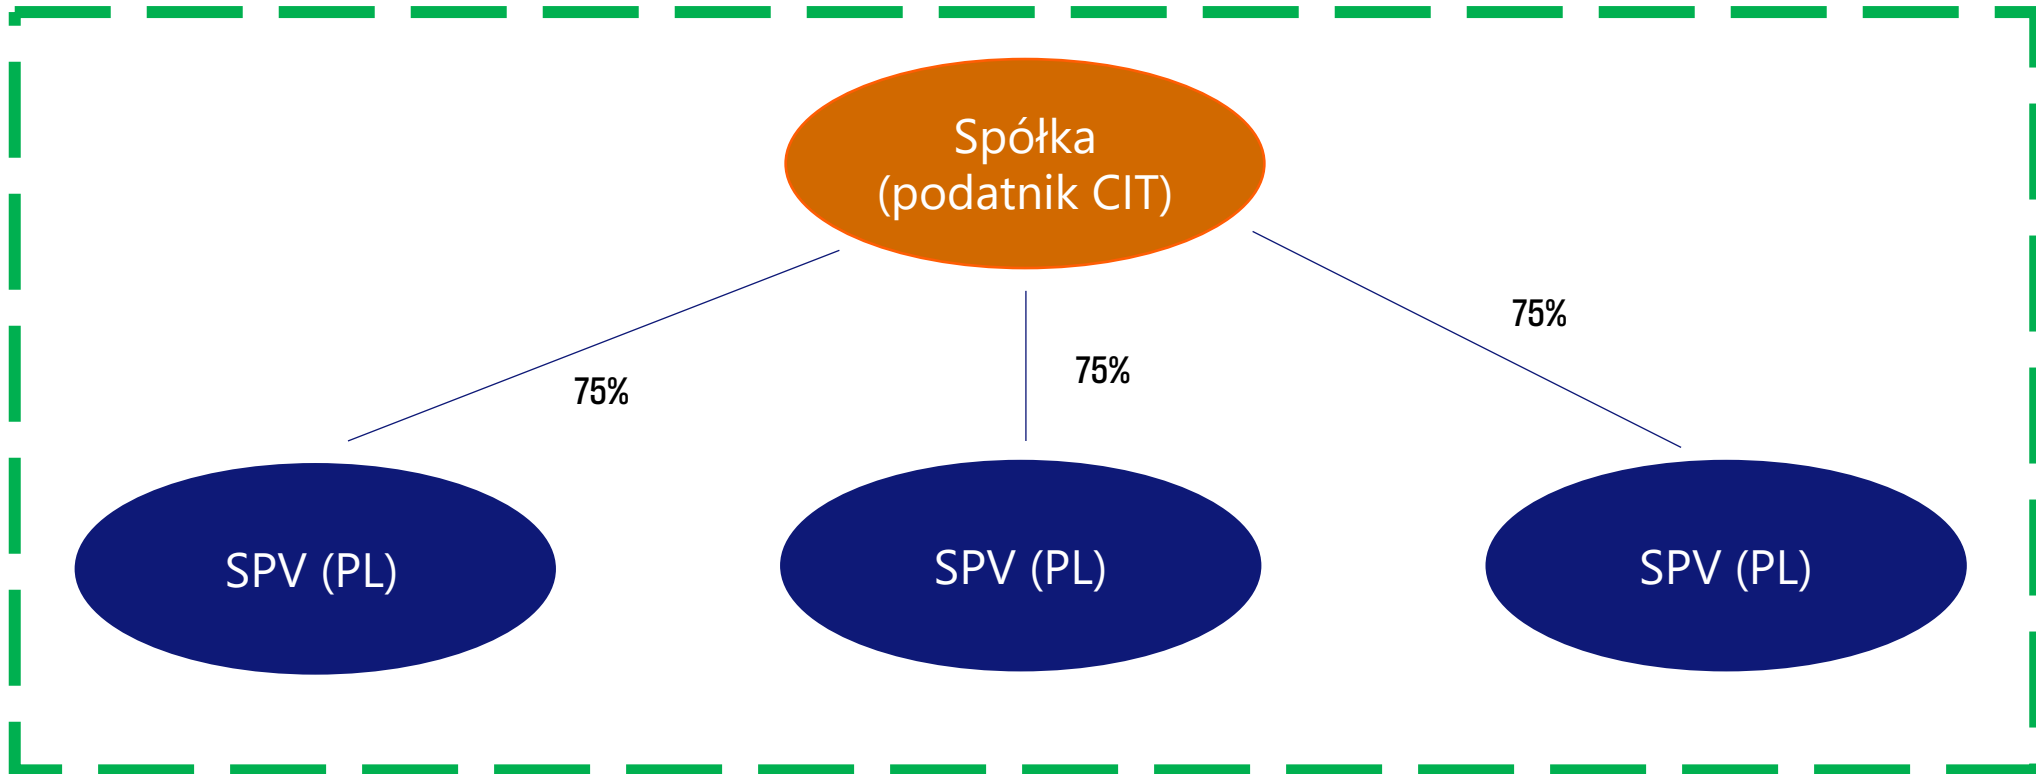 Spółka
(podatnik CIT)
75%
75%
75%
SPV (PL)
SPV (PL)
SPV (PL)